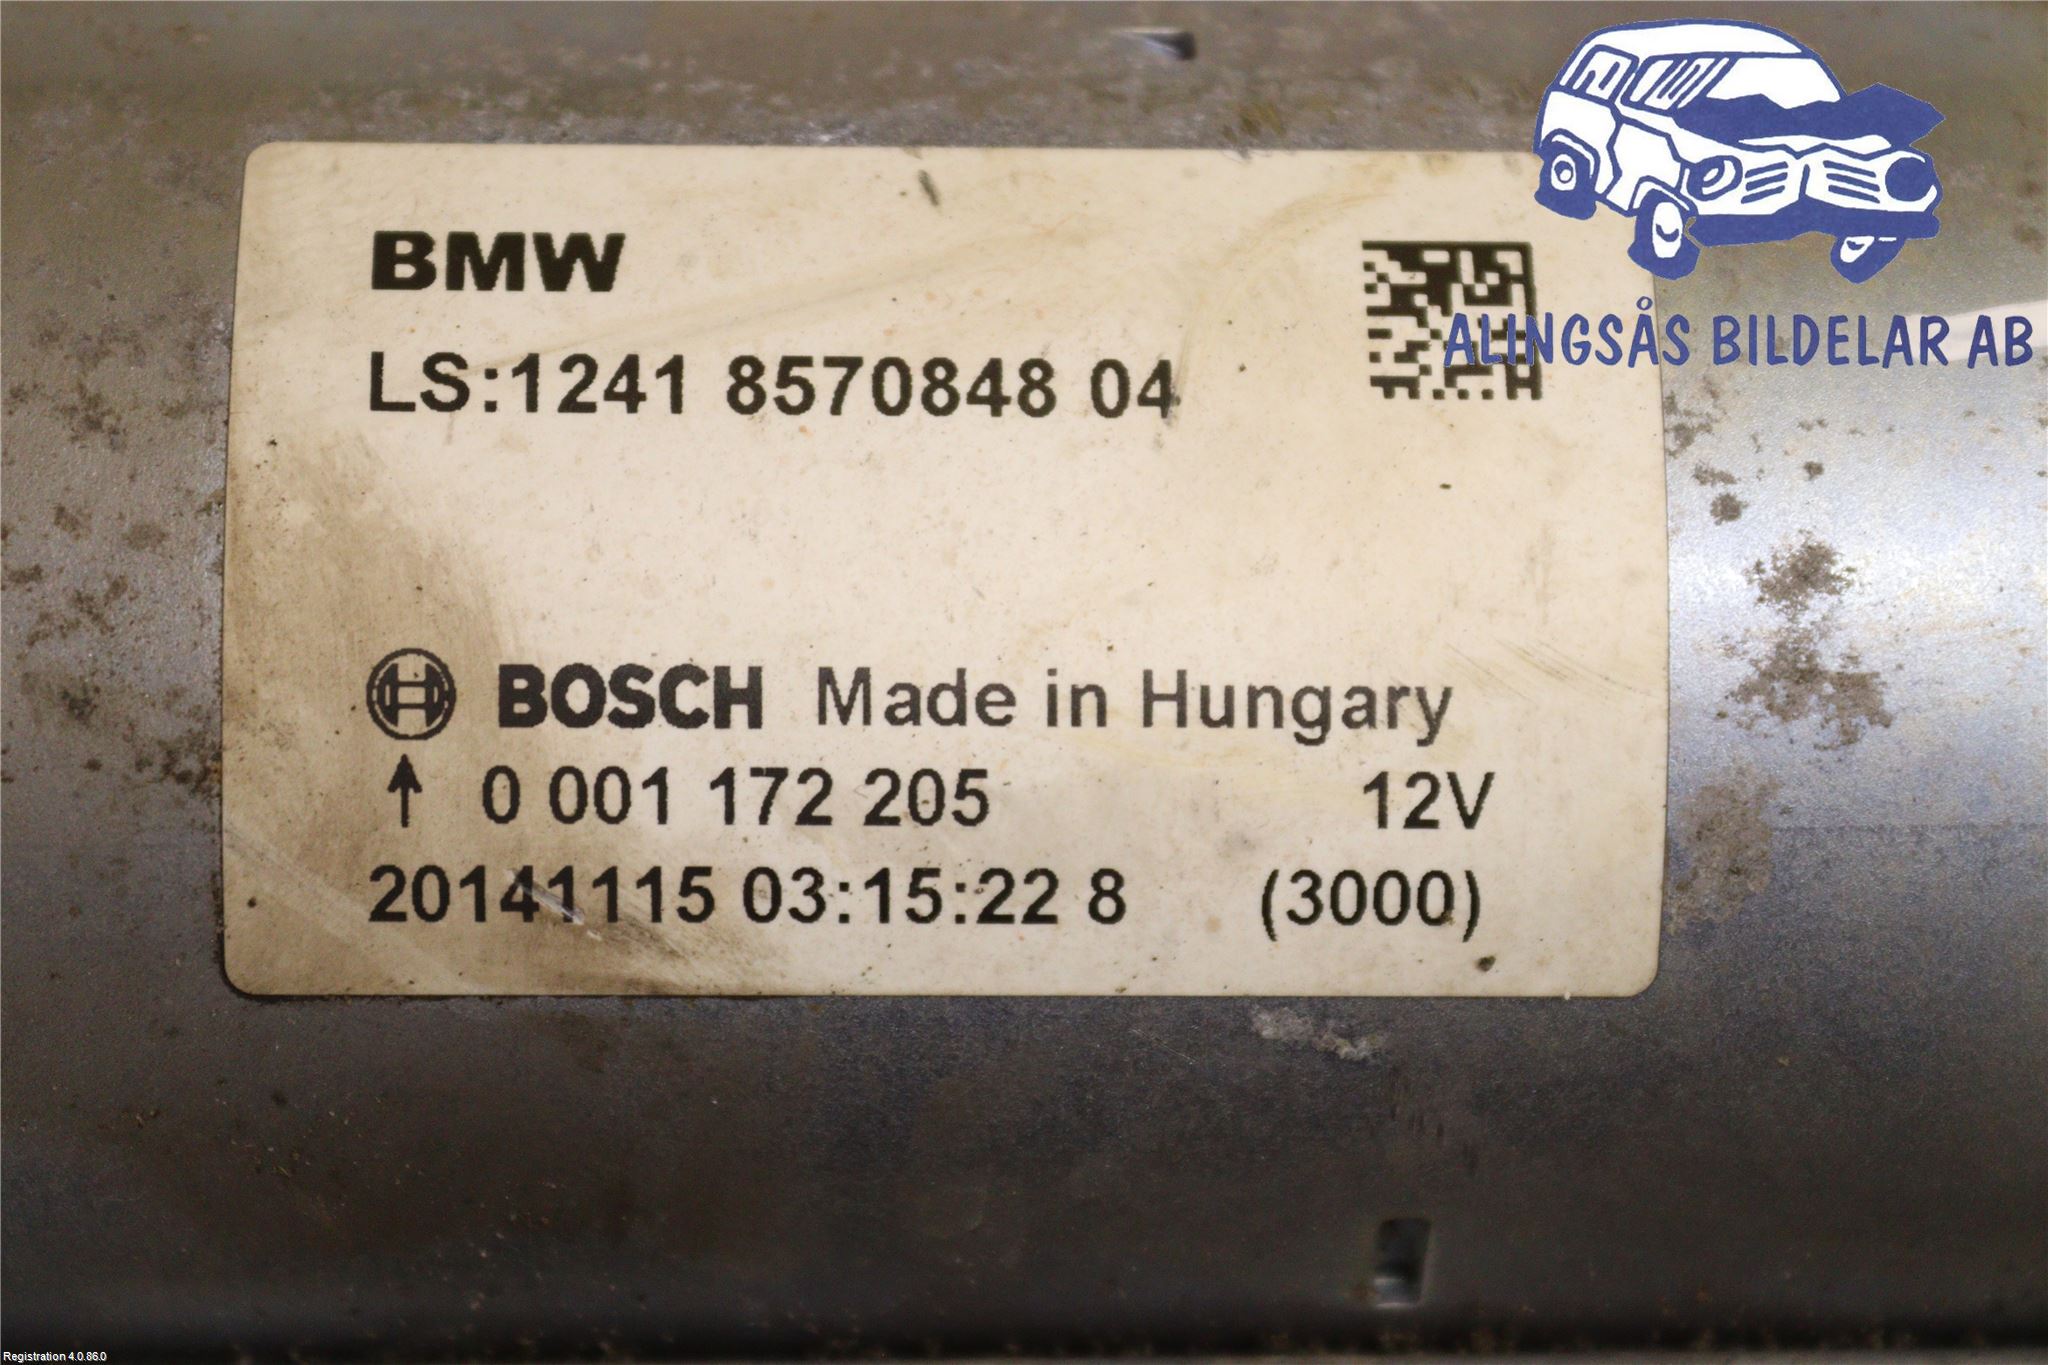 BMW
LS:1241 8570848 04
ALINGSÅS BILDELAR AB
BOSCH Made in Hungary
↑ 0 001 172 205 12V
20141115 03:15:22 8 (3000)
Registration 4.0.86.0